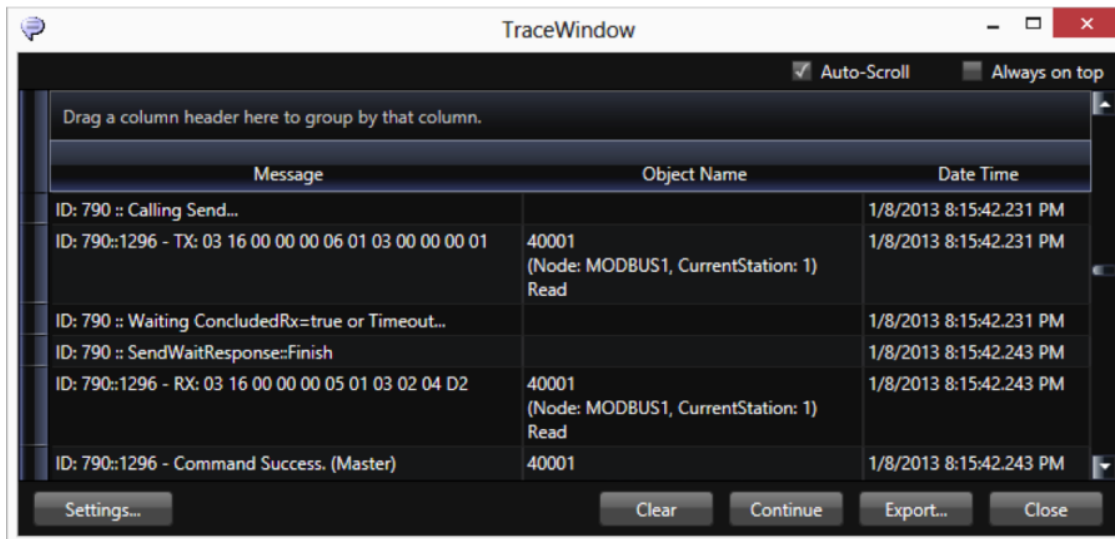 TraceWindow
Auto-Scroll
Always on top
Drag a column header here to group by that column.
Message Object Name Date Time
ID: 790 :: Calling Send... 1/8/2013 8:15:42.231 PM
ID: 790::1296 - TX: 03 16 00 00 00 06 01 03 00 00 00 01 40001 1/8/2013 8:15:42.231 PM
(Node: MODBUS1, CurrentStation: 1)
Read
ID: 790 :: Waiting ConcludedRx=true or Timeout... 1/8/2013 8:15:42.231 PM
ID: 790 :: SendWaitResponse::Finish 1/8/2013 8:15:42.243 PM
ID: 790::1296 - RX: 03 16 00 00 00 05 01 03 02 04 D2 40001 1/8/2013 8:15:42.243 PM
(Node: MODBUS1, CurrentStation: 1)
Read
ID: 790::1296 - Command Success. (Master) 40001 1/8/2013 8:15:42.243 PM
Settings... Clear Continue Export... Close